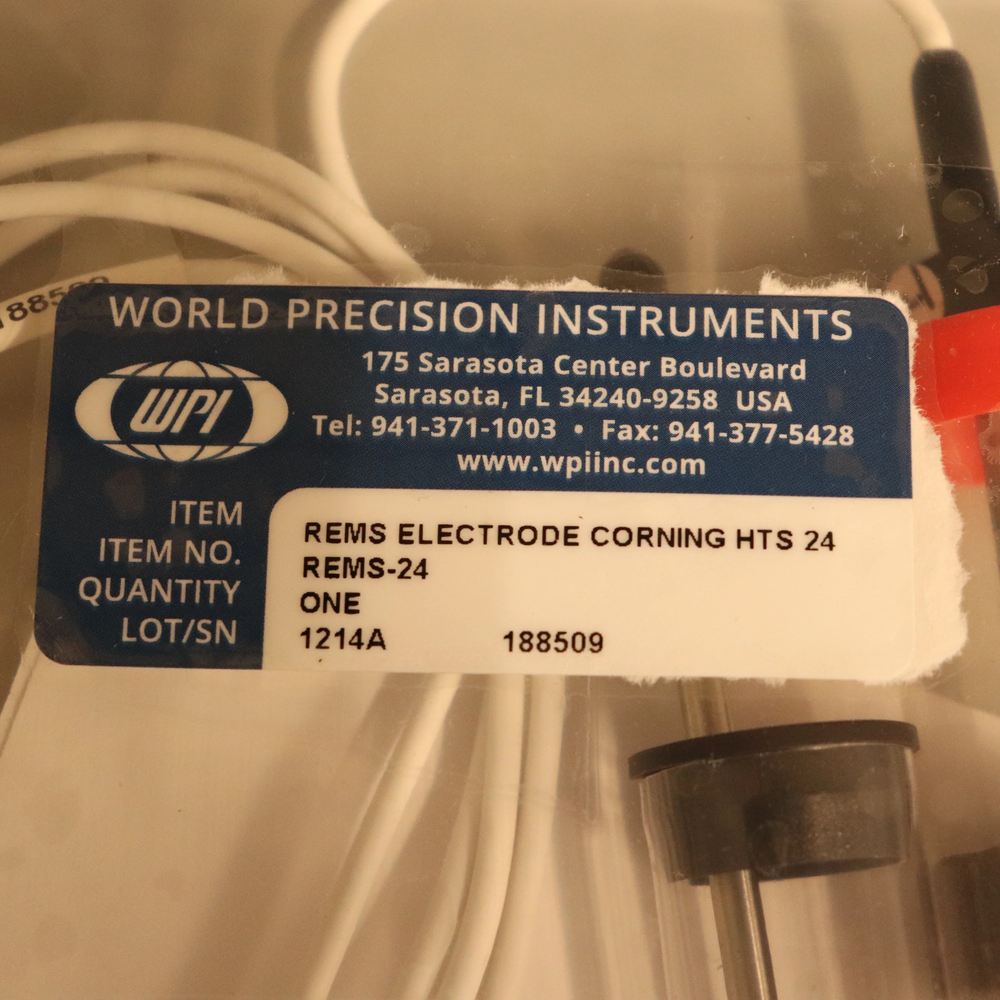 WORLD PRECISION INSTRUMENTS
175 Sarasota Center Boulevard
Sarasota, FL 34240-9258 USA
Tel: 941-371-1003 • Fax: 941-377-5428
www.wpiinc.com
WPI
ITEM REMS ELECTRODE CORNING HTS 24
ITEM NO. REMS-24
QUANTITY ONE
LOT/SN 1214A 188509